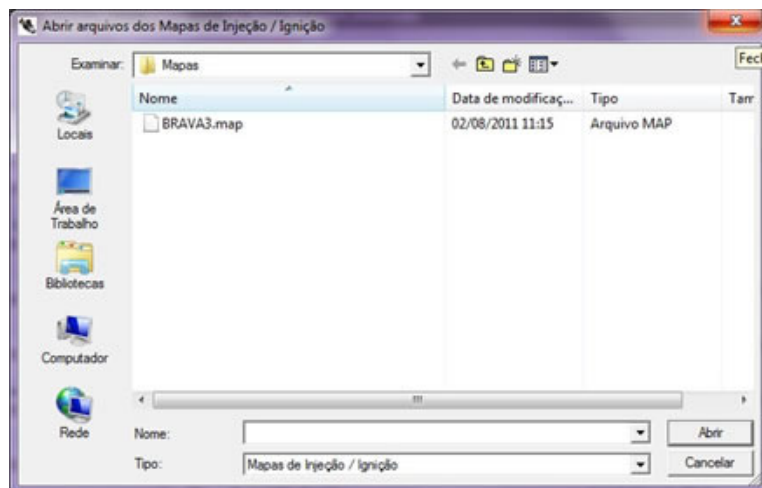 Abrir arquivos dos Mapas de Injeção / Ignição
Examinar: Mapas
Fecl
Nome Data de modificaç... Tipo Tarr
BRAVA3.map 02/08/2011 11:15 Arquivo MAP
Locais
Área de
Trabalho
Bibliotecas
Computador
Rede
Nome: Abrir
Tipo: Mapas de Injeção / Ignição Cancelar